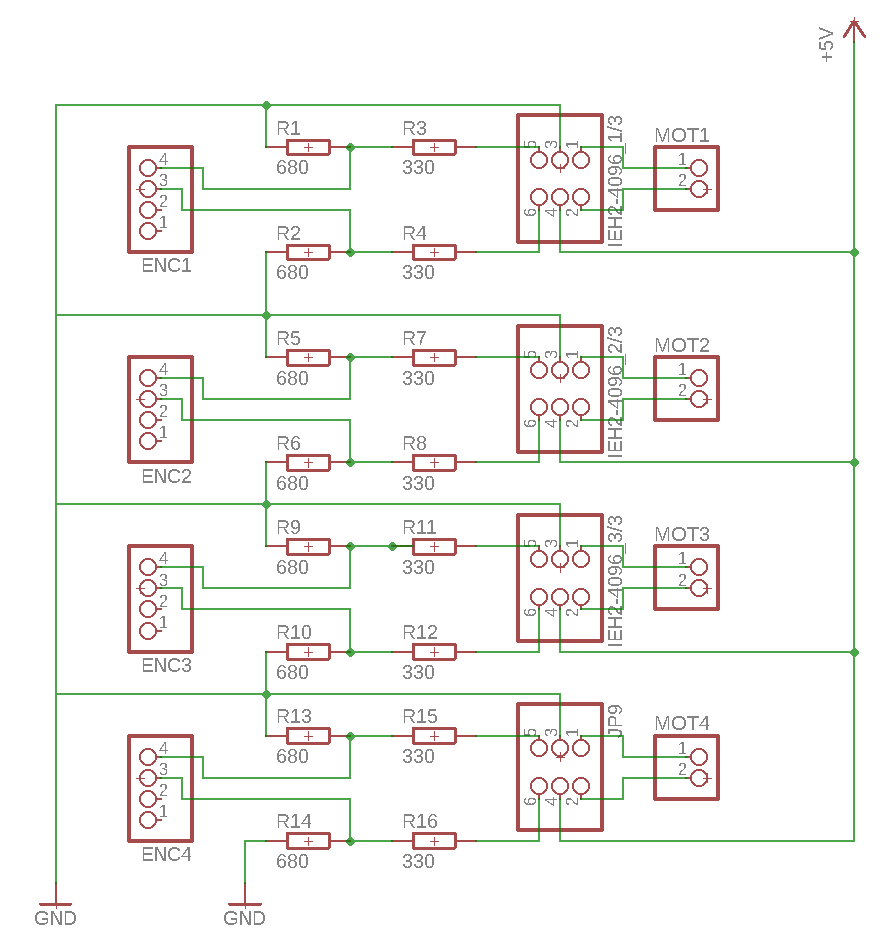 +5V
R1
R3
680
330
4
3
2
1
ENC1
5
3
1
6
4
2
IEH2-4096_1/3
MOT1
1
2
R2
R4
680
330
R5
R7
680
330
4
3
2
1
ENC2
5
3
1
6
4
2
IEH2-4096_2/3
MOT2
1
2
R6
R8
680
330
R9
R11
680
330
4
3
2
1
ENC3
5
3
1
6
4
2
IEH2-4096_3/3
MOT3
1
2
R10
R12
680
330
R13
R15
680
330
4
3
2
1
ENC4
5
3
1
6
4
2
JP9
MOT4
1
2
R14
R16
680
330
GND
GND